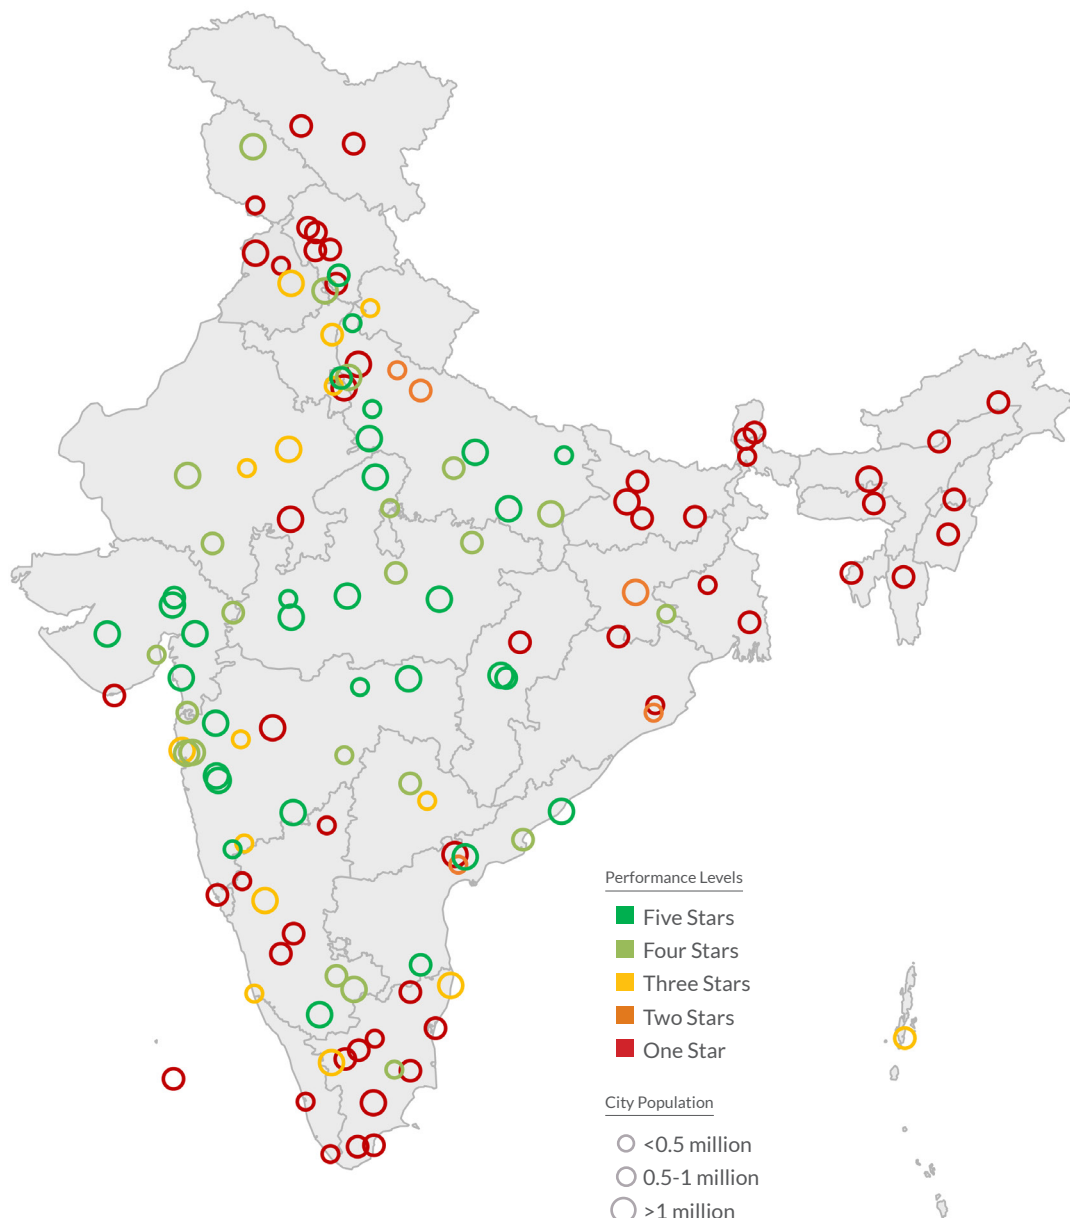 Performance Levels
Five Stars
Four Stars
Three Stars
Two Stars
One Star
City Population
<0.5 million
0.5-1 million
>1 million